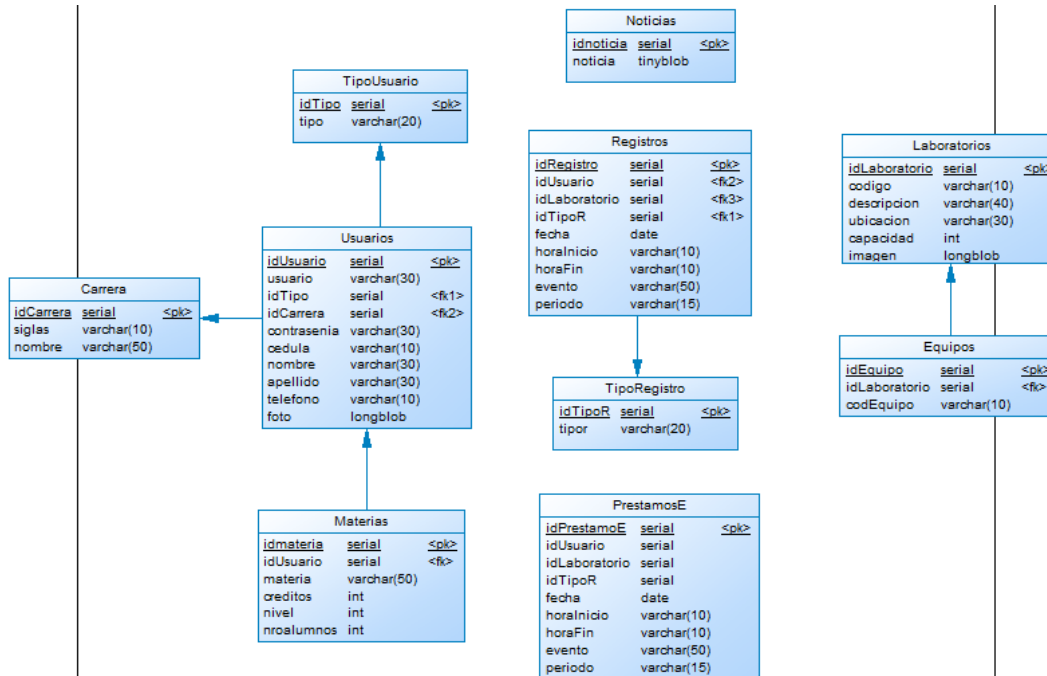 Noticias
idnoticia serial <pk>
noticia tinyblob
TipoUsuario
idTipo serial <pk>
tipo varchar(20)
Registros
idRegistro serial <pk>
idUsuario serial <fk2>
idLaboratorio serial <fk3>
idTipoR serial <fk1>
fecha date
horaInicio varchar(10)
horaFin varchar(10)
evento varchar(50)
periodo varchar(15)
Laboratorios
idLaboratorio serial <pk>
codigo varchar(10)
descripcion varchar(40)
ubicacion varchar(30)
capacidad int
imagen longblob
Usuarios
idUsuario serial <pk>
usuario varchar(30)
idTipo serial <fk1>
idCarrera serial <fk2>
contrasenia varchar(30)
cedula varchar(10)
nombre varchar(30)
apellido varchar(30)
telefono varchar(10)
foto longblob
Carrera
idCarrera serial <pk>
siglas varchar(10)
nombre varchar(50)
Equipos
idEquipo serial <pk>
idLaboratorio serial <fk>
codEquipo varchar(10)
TipoRegistro
idTipoR serial <pk>
tipor varchar(20)
Materias
idmateria serial <pk>
idUsuario serial <fk>
materia varchar(50)
creditos int
nivel int
nroalumnos int
PrestamosE
idPrestamoE serial <pk>
idUsuario serial
idLaboratorio serial
idTipoR serial
fecha date
horaInicio varchar(10)
horaFin varchar(10)
evento varchar(50)
periodo varchar(15)